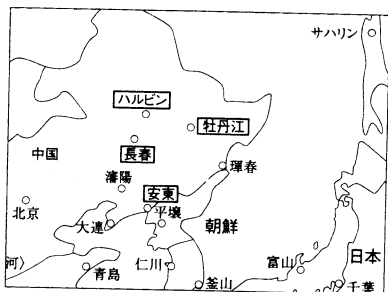 サハリン
ハルビン
牡丹江
中国
長春
瀋陽
琿春
安東
北京
平壌
大連
朝鮮
日本
富山
河〉
青島
仁川
釜山
千葉